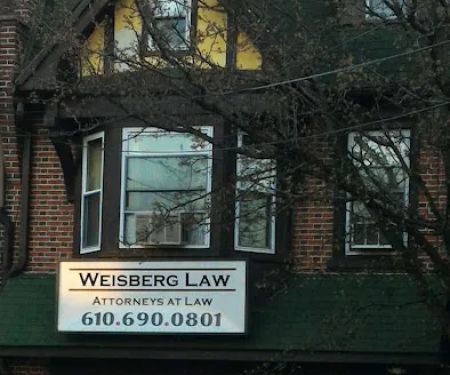 WEISBERG LAW
ATTORNEYS AT LAW
610.690.0801